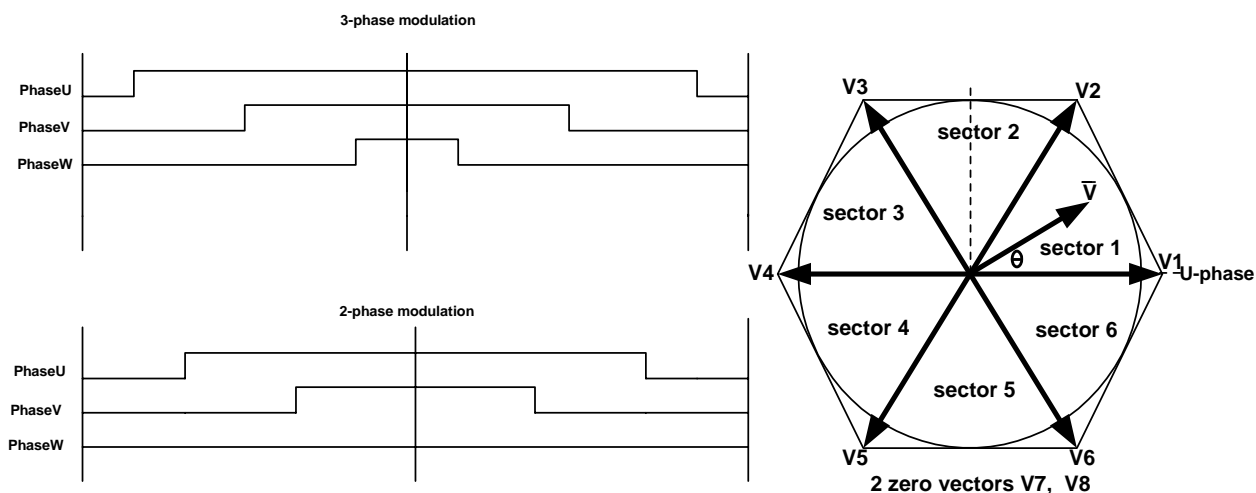 3-phase modulation
PhaseU
PhaseV
PhaseW
2-phase modulation
PhaseU
PhaseV
PhaseW
V3
V2
sector 2
V̅
sector 3
sector 1
θ
V4
V1
U-phase
sector 4
sector 6
sector 5
V5
V6
2 zero vectors V7, V8